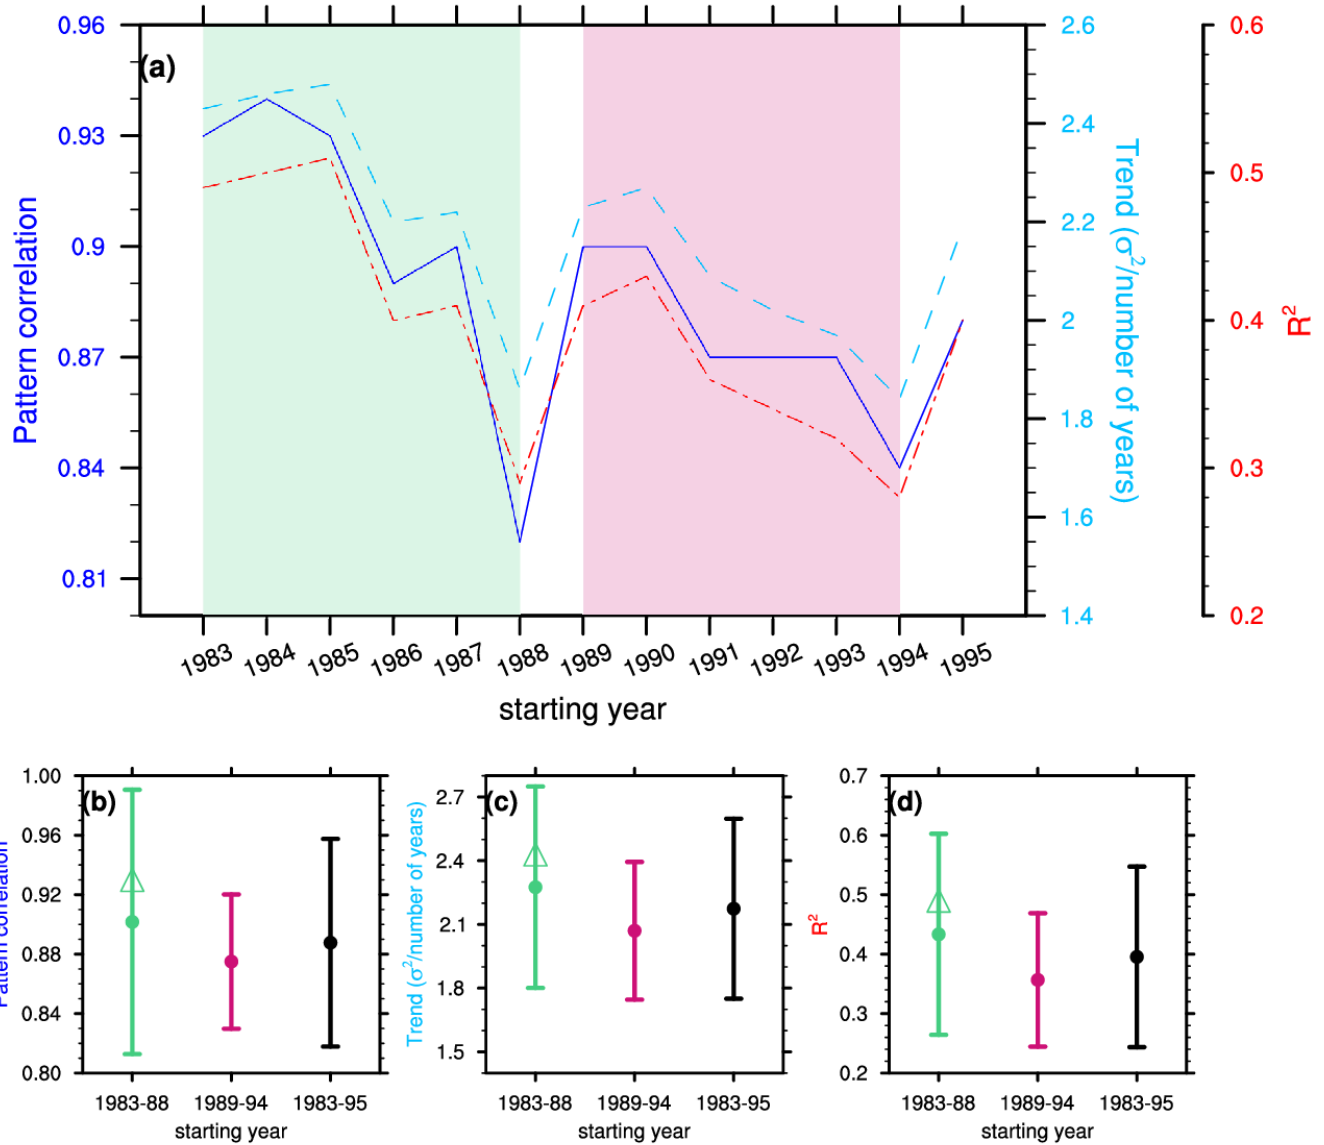 (a)
0.96
0.93
0.9
0.87
0.84
0.81
Pattern correlation
2.6
2.4
2.2
2
1.8
1.6
1.4
Trend (σ²/number of years)
0.6
0.5
0.4
0.3
0.2
R²
1983 1984 1985 1986 1987 1988 1989 1990 1991 1992 1993 1994 1995
starting year
(b)
1.00
0.96
0.92
0.88
0.84
0.80
Pattern correlation
1983-88 1989-94 1983-95
starting year
(c)
2.7
2.4
2.1
1.8
1.5
Trend (σ²/number of years)
1983-88 1989-94 1983-95
starting year
(d)
0.7
0.6
0.5
0.4
0.3
0.2
R²
1983-88 1989-94 1983-95
starting year